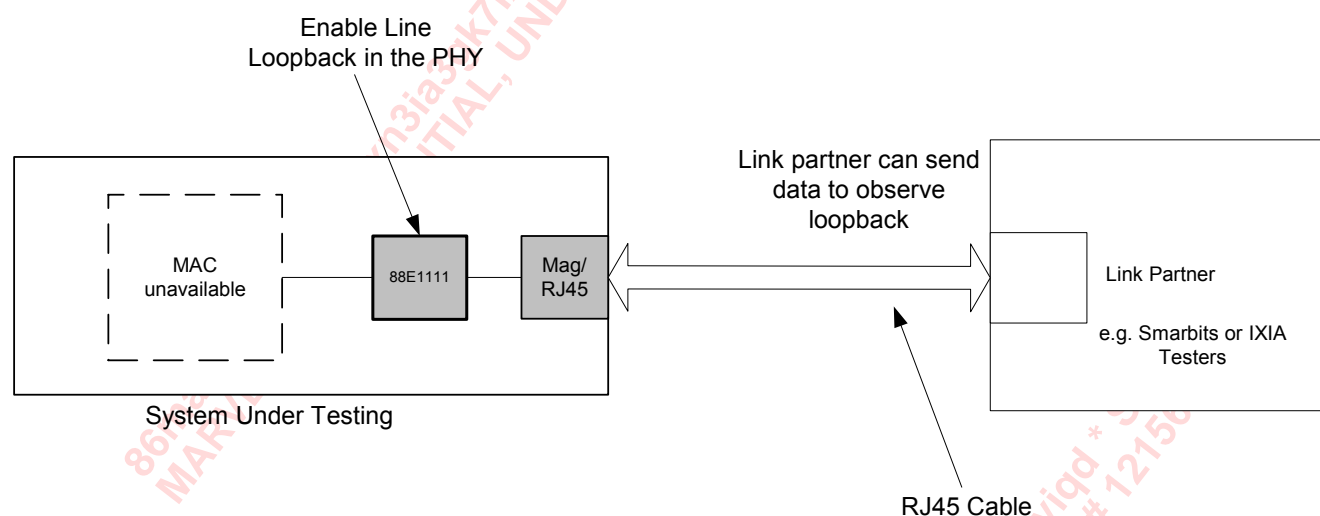 Enable Line
Loopback in the PHY
Link partner can send
data to observe
loopback
MAC
unavailable
88E1111
Mag/
RJ45
Link Partner
e.g. Smarbits or IXIA
Testers
System Under Testing
RJ45 Cable